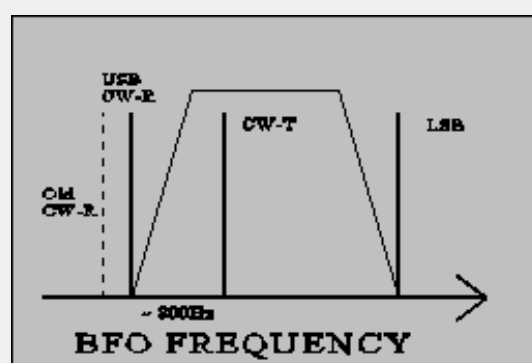 USB
CW-R
CW-T
LSB
Old
CW-R
~ 800Hz
BFO FREQUENCY